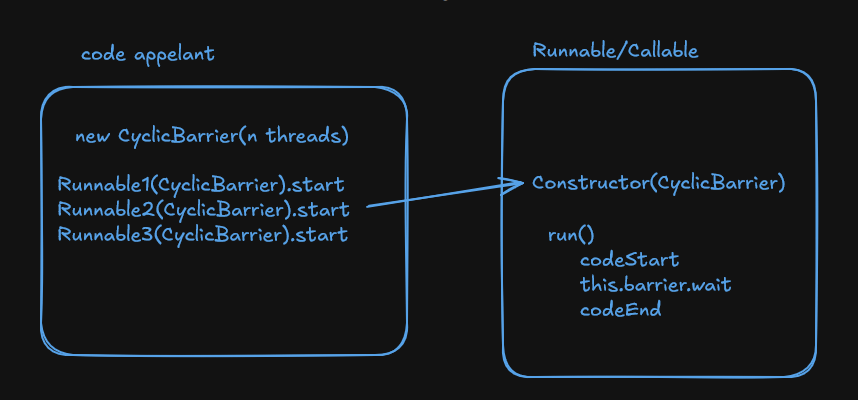 code appelant
new CyclicBarrier(n threads)
Runnable1(CyclicBarrier).start
Runnable2(CyclicBarrier).start
Runnable3(CyclicBarrier).start
Runnable/Callable
Constructor(CyclicBarrier)
run()
codeStart
this.barrier.wait
codeEnd